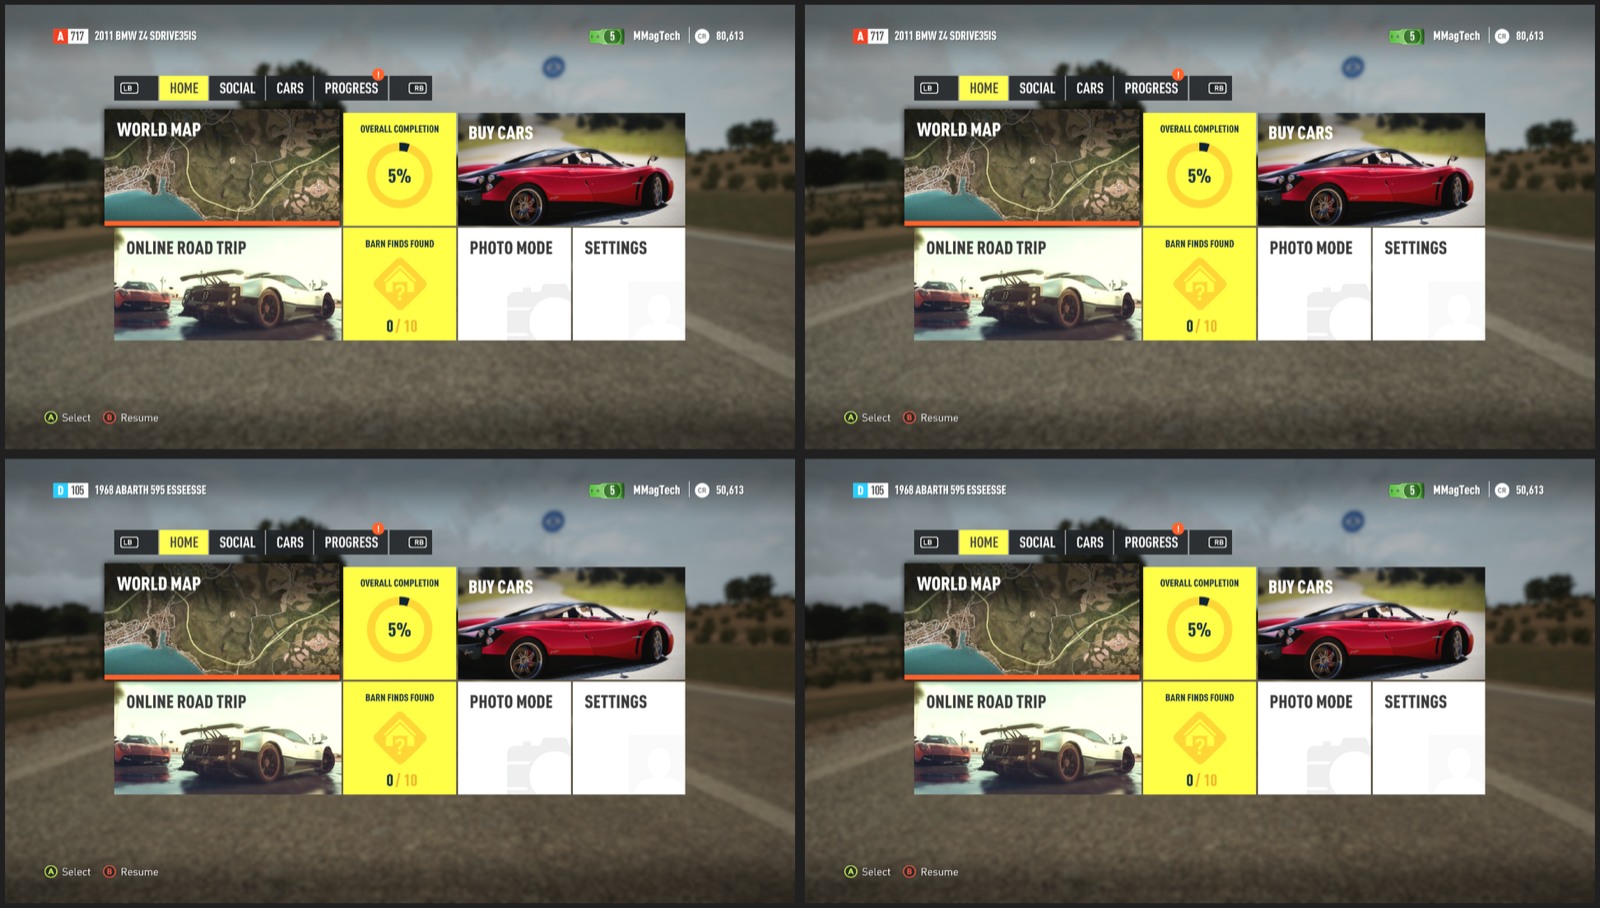 A 717 2011 BMW Z4 SDRIVE35IS 5 MMagTech CR 80,613
LB HOME SOCIAL CARS PROGRESS ! RB
WORLD MAP OVERALL COMPLETION BUY CARS
5%
ONLINE ROAD TRIP BARN FINDS FOUND PHOTO MODE SETTINGS
?
0 / 10
A Select B Resume
A 717 2011 BMW Z4 SDRIVE35IS 5 MMagTech CR 80,613
LB HOME SOCIAL CARS PROGRESS ! RB
WORLD MAP OVERALL COMPLETION BUY CARS
5%
ONLINE ROAD TRIP BARN FINDS FOUND PHOTO MODE SETTINGS
?
0 / 10
A Select B Resume
D 105 1968 ABARTH 595 ESSEESSE 5 MMagTech CR 50,613
LB HOME SOCIAL CARS PROGRESS ! RB
WORLD MAP OVERALL COMPLETION BUY CARS
5%
ONLINE ROAD TRIP BARN FINDS FOUND PHOTO MODE SETTINGS
?
0 / 10
A Select B Resume
D 105 1968 ABARTH 595 ESSEESSE 5 MMagTech CR 50,613
LB HOME SOCIAL CARS PROGRESS ! RB
WORLD MAP OVERALL COMPLETION BUY CARS
5%
ONLINE ROAD TRIP BARN FINDS FOUND PHOTO MODE SETTINGS
?
0 / 10
A Select B Resume